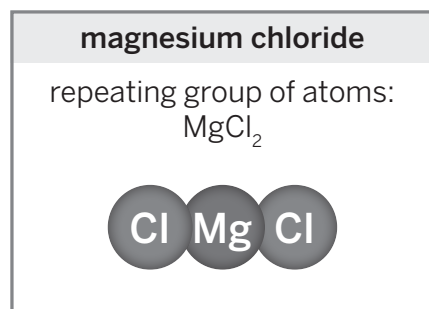 magnesium chloride
repeating group of atoms:
MgCl₂
Cl Mg Cl